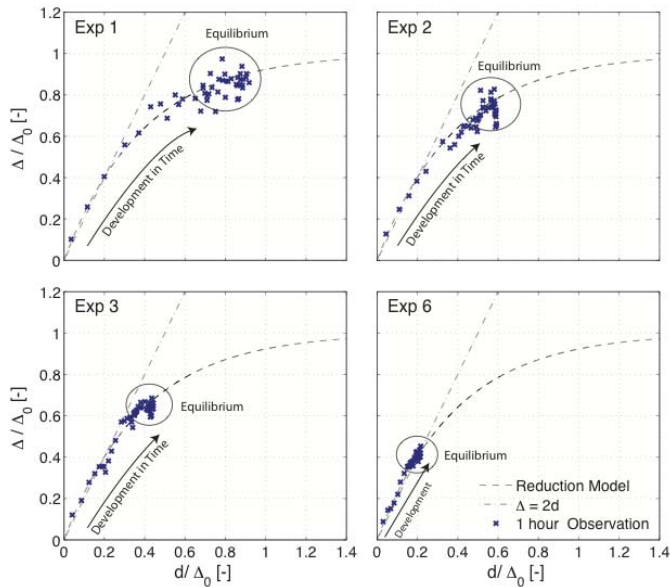 Exp 1
Equilibrium
Development in Time
Δ / Δ0 [-]
1.2
1
0.8
0.6
0.4
0.2
0
Exp 2
Equilibrium
Development in Time
Exp 3
Equilibrium
Development in Time
Δ / Δ0 [-]
1.2
1
0.8
0.6
0.4
0.2
0
0 0.2 0.4 0.6 0.8 1 1.2 1.4
d/ Δ0 [-]
Exp 6
Equilibrium
Development
Reduction Model
Δ = 2d
1 hour Observation
0 0.2 0.4 0.6 0.8 1 1.2 1.4
d/ Δ0 [-]